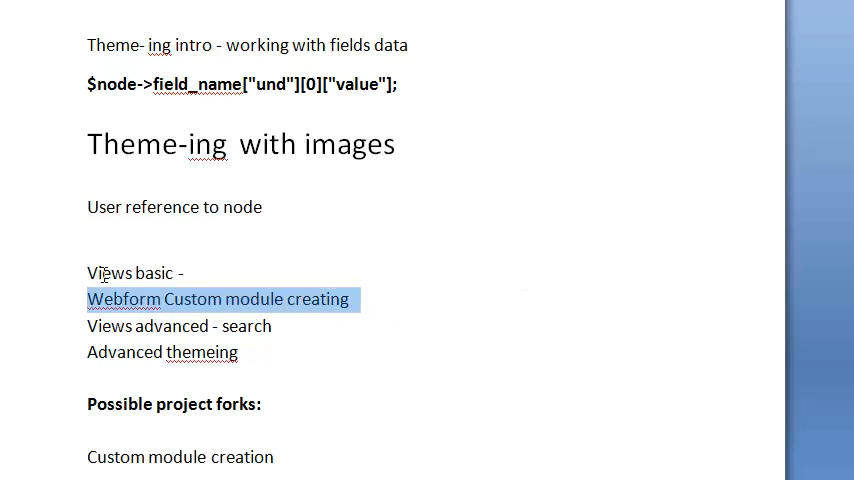 Theme- ing intro - working with fields data
$node->field_name["und"][0]["value"];
Theme-ing with images
User reference to node
Views basic -
Webform Custom module creating
Views advanced - search
Advanced themeing
Possible project forks:
Custom module creation